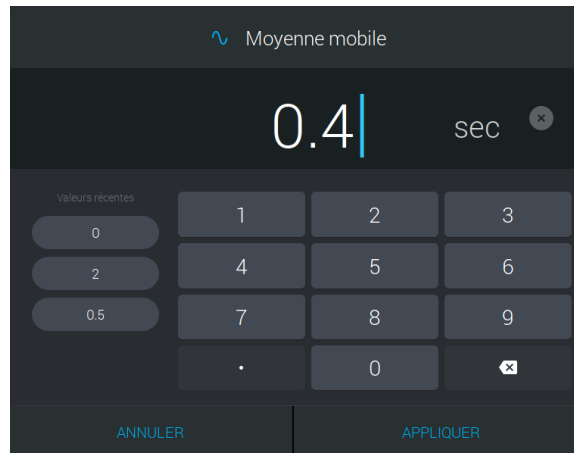 Moyenne mobile
0.4 sec
Valeurs récentes
0
2
0.5
1 2 3
4 5 6
7 8 9
. 0
ANNULER APPLIQUER